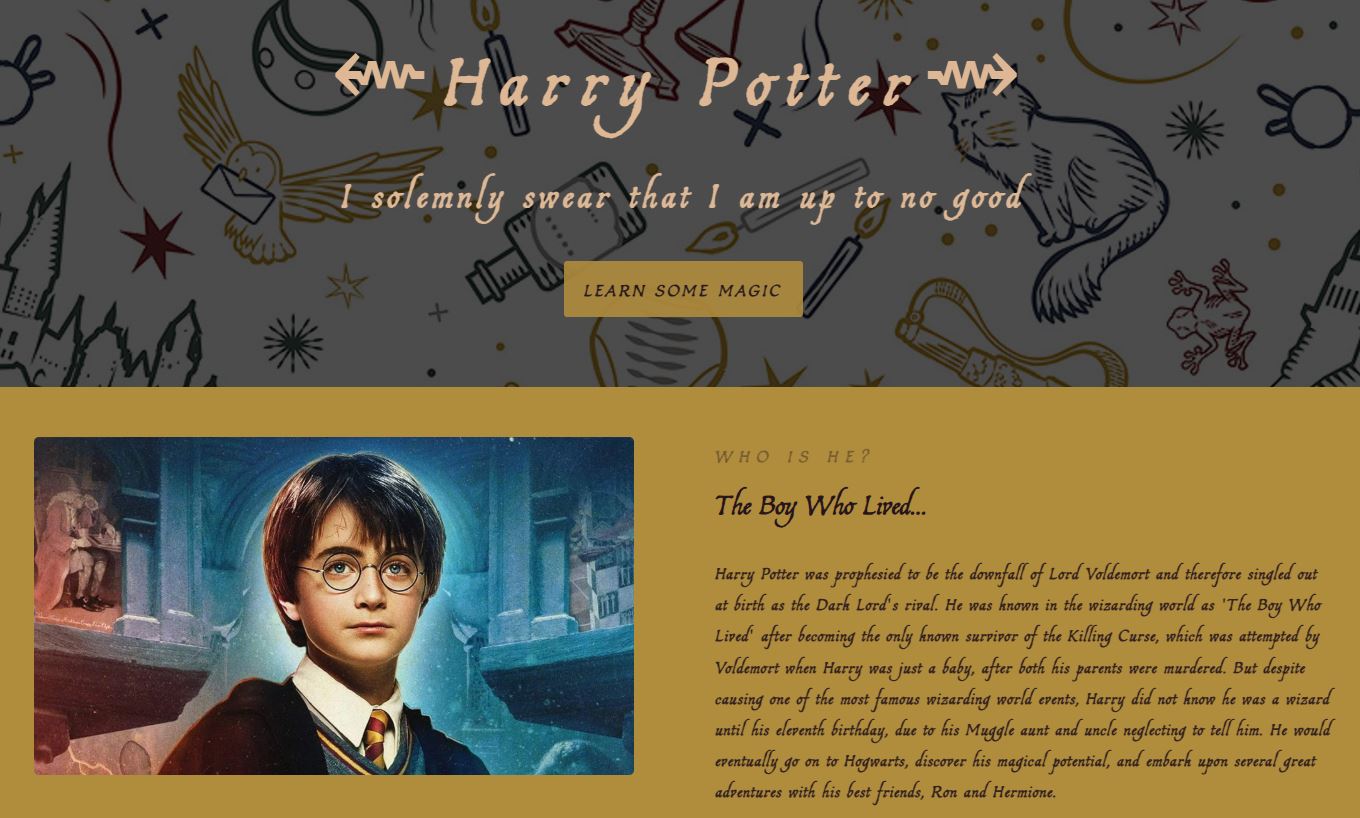 Harry Potter
I solemnly swear that I am up to no good
LEARN SOME MAGIC
WHO IS HE?
The Boy Who Lived...
Harry Potter was prophesied to be the downfall of Lord Voldemort and therefore singled out
at birth as the Dark Lord's rival. He was known in the wizarding world as 'The Boy Who
Lived' after becoming the only known survivor of the Killing Curse, which was attempted by
Voldemort when Harry was just a baby, after both his parents were murdered. But despite
causing one of the most famous wizarding world events, Harry did not know he was a wizard
until his eleventh birthday, due to his Muggle aunt and uncle neglecting to tell him. He would
eventually go on to Hogwarts, discover his magical potential, and embark upon several great
adventures with his best friends, Ron and Hermione.